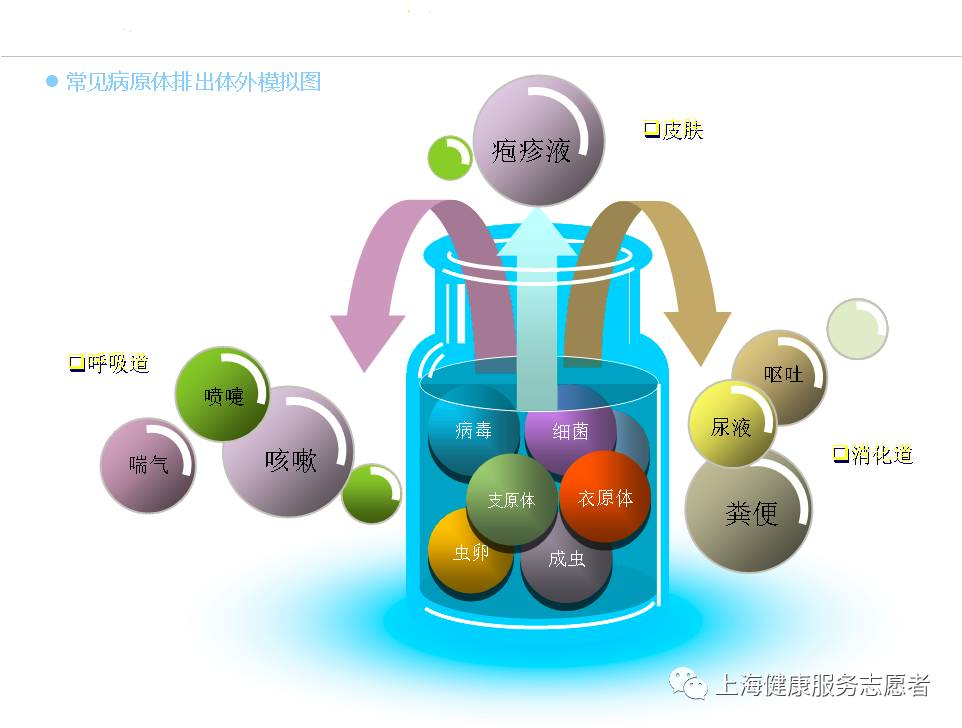 常见病原体排出体外模拟图
疱疹液
皮肤
呼吸道
喷嚏
喘气
咳嗽
呕吐
尿液
消化道
粪便
病毒
细菌
支原体
衣原体
虫卵
成虫
上海健康服务志愿者